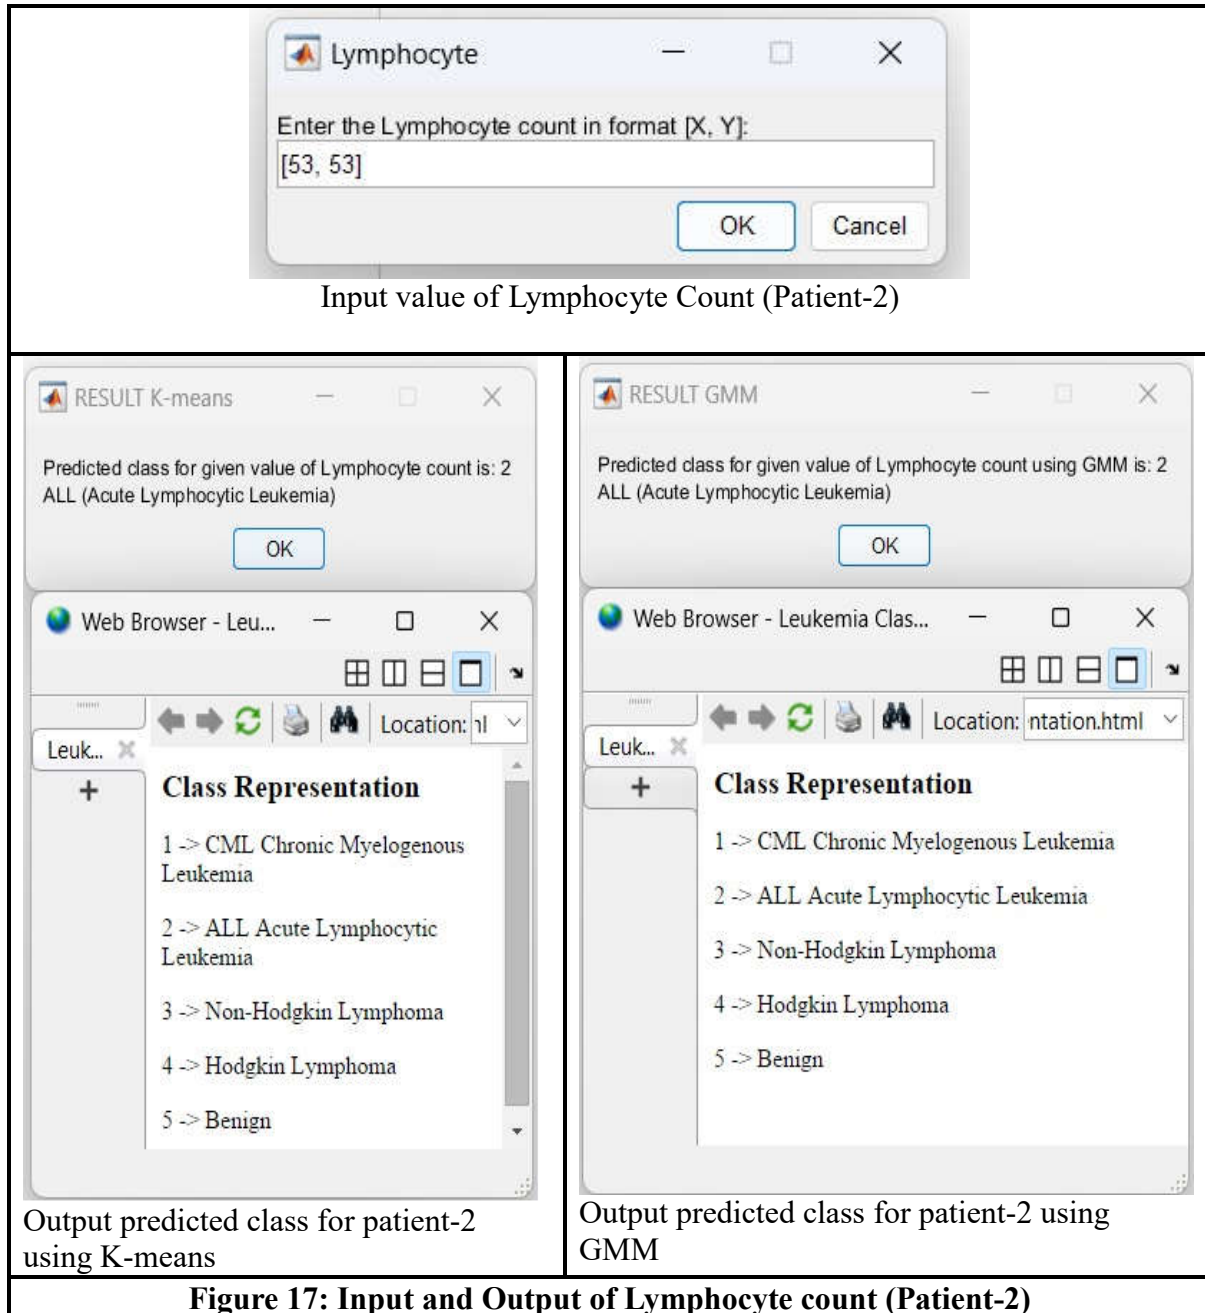 Lymphocyte
Enter the Lymphocyte count in format [X, Y]:
[53, 53]
OK Cancel
Input value of Lymphocyte Count (Patient-2)
RESULT K-means
Predicted class for given value of Lymphocyte count is: 2
ALL (Acute Lymphocytic Leukemia)
OK
Web Browser - Leu...
Location: nl
Leuk...
Class Representation
1 -> CML Chronic Myelogenous
Leukemia
2 -> ALL Acute Lymphocytic
Leukemia
3 -> Non-Hodgkin Lymphoma
4 -> Hodgkin Lymphoma
5 -> Benign
Output predicted class for patient-2
using K-means
RESULT GMM
Predicted class for given value of Lymphocyte count using GMM is: 2
ALL (Acute Lymphocytic Leukemia)
OK
Web Browser - Leukemia Clas...
Location: entation.html
Leuk...
Class Representation
1 -> CML Chronic Myelogenous Leukemia
2 -> ALL Acute Lymphocytic Leukemia
3 -> Non-Hodgkin Lymphoma
4 -> Hodgkin Lymphoma
5 -> Benign
Output predicted class for patient-2 using
GMM
Figure 17: Input and Output of Lymphocyte count (Patient-2)